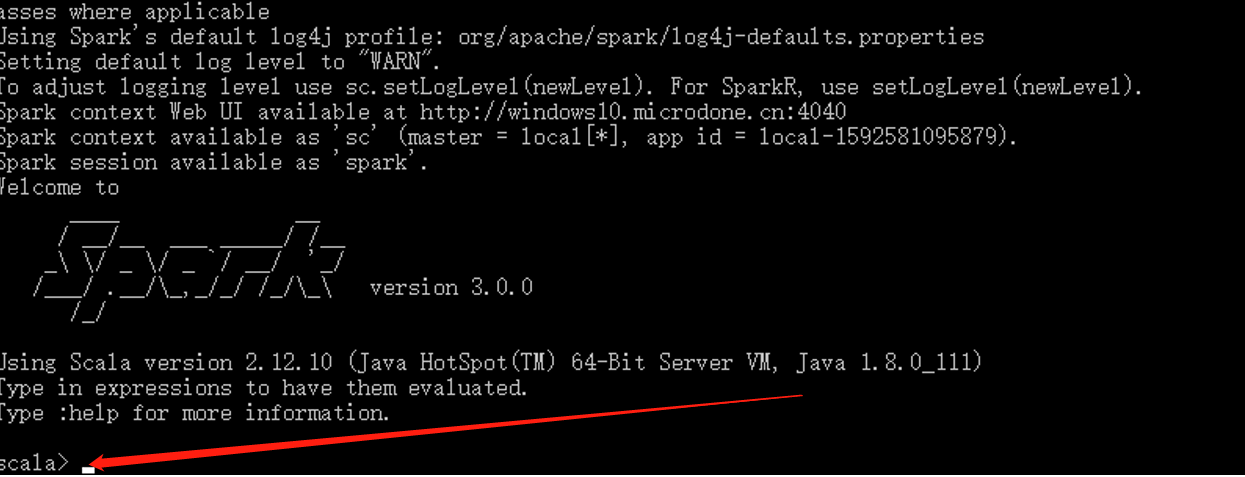 asses where applicable
Using Spark's default log4j profile: org/apache/spark/log4j-defaults.properties
Setting default log level to "WARN".
To adjust logging level use sc.setLogLevel(newLevel). For SparkR, use setLogLevel(newLevel).
Spark context Web UI available at http://windows10.microdone.cn:4040
Spark context available as 'sc' (master = local[*], app id = local-1592581095879).
Spark session available as 'spark'.
Welcome to
Spark version 3.0.0
Using Scala version 2.12.10 (Java HotSpot(TM) 64-Bit Server VM, Java 1.8.0_111)
Type in expressions to have them evaluated.
Type :help for more information.
scala>